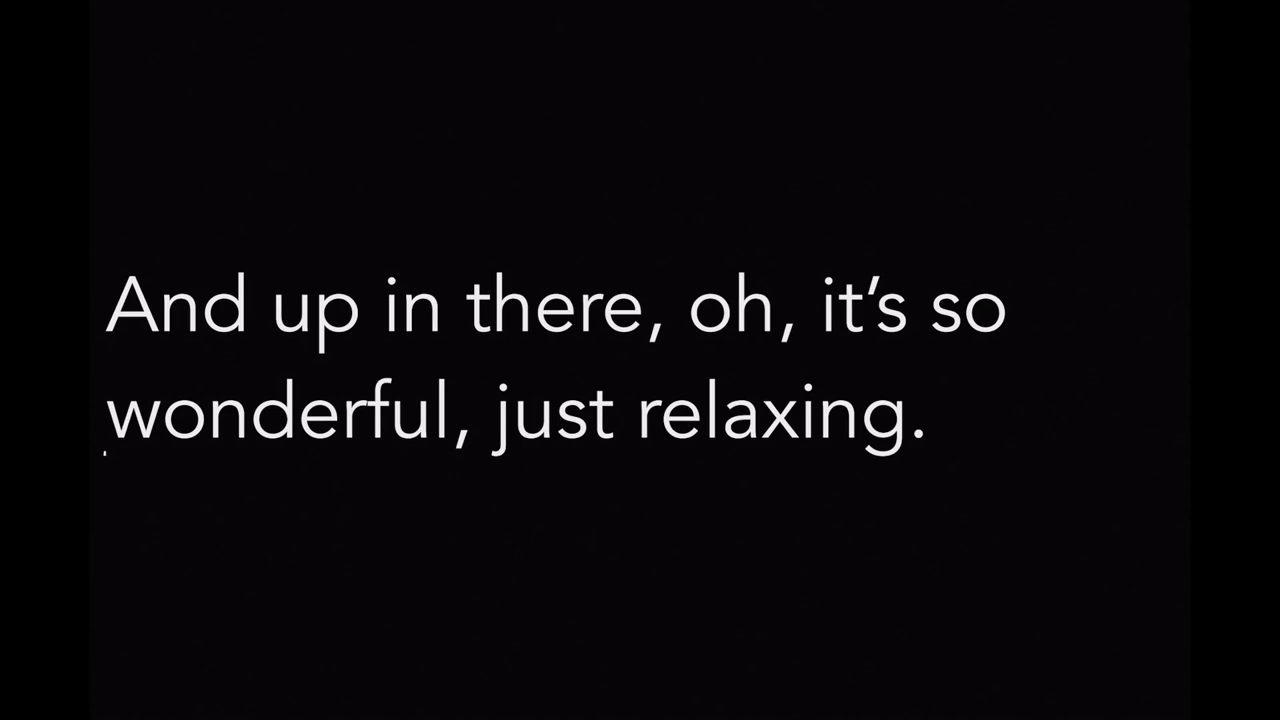 And up in there, oh, it’s so
wonderful, just relaxing.